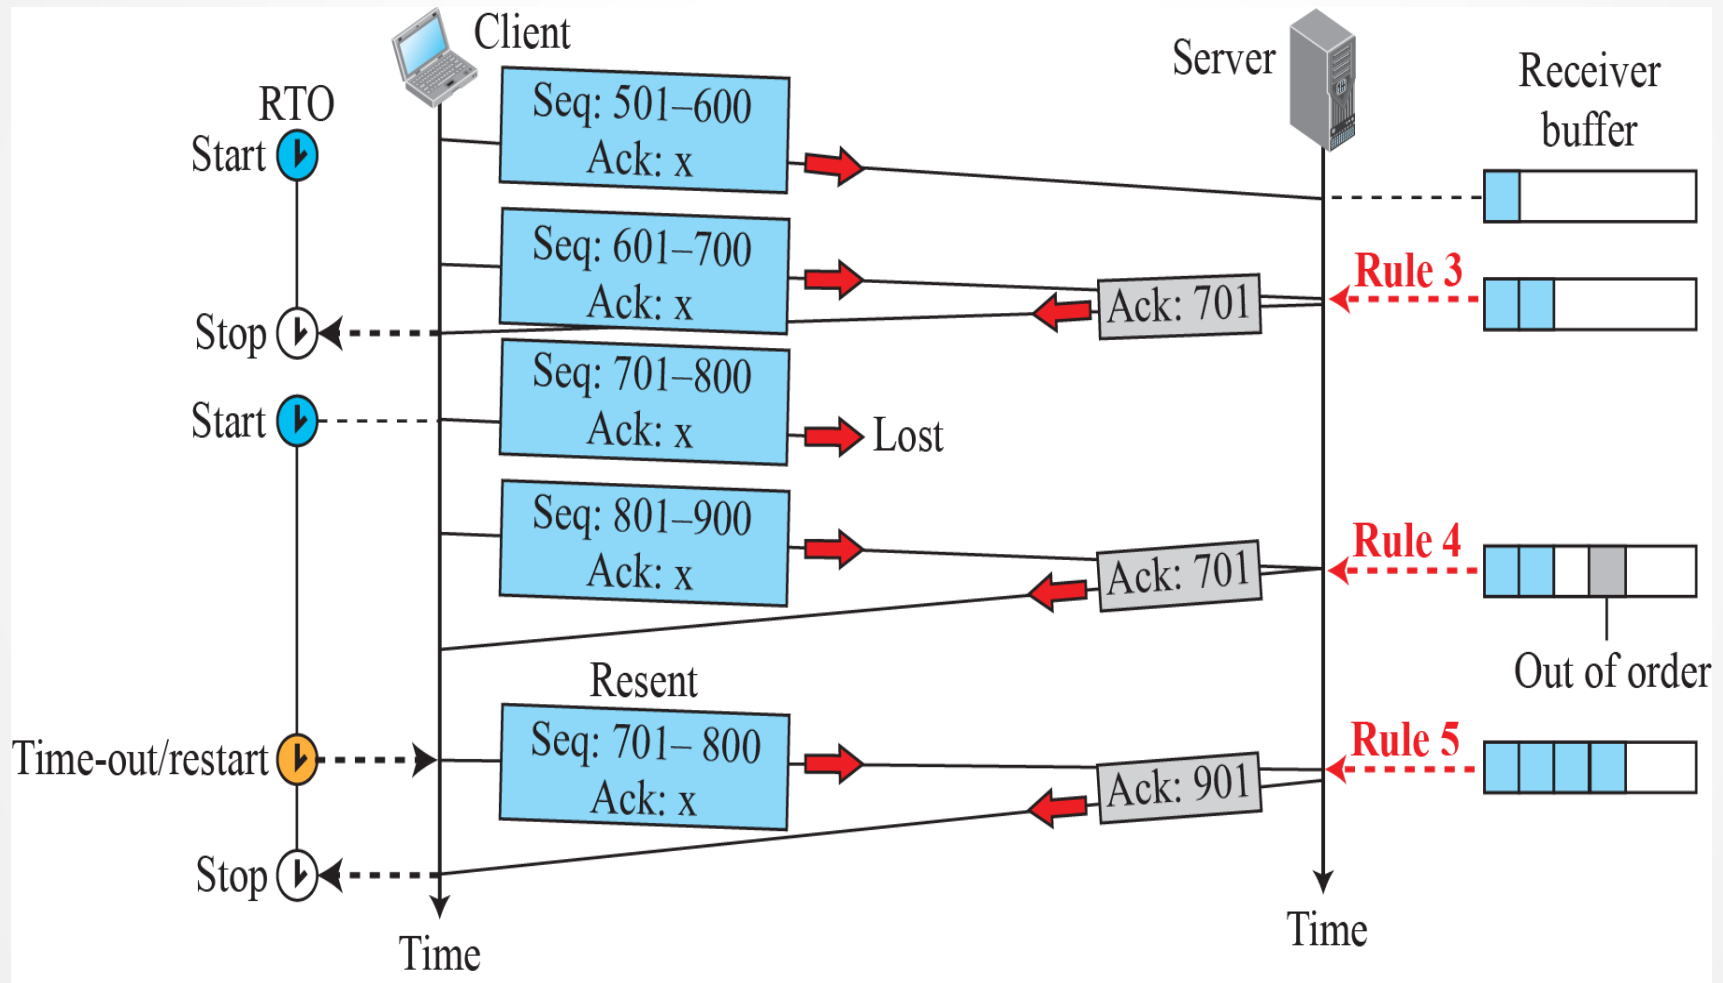 Client
Server
Receiver
buffer
RTO
Start
Seq: 501–600
Ack: x
Seq: 601–700
Ack: x
Rule 3
Ack: 701
Stop
Seq: 701–800
Ack: x
Start
Lost
Seq: 801–900
Ack: x
Rule 4
Ack: 701
Out of order
Resent
Seq: 701– 800
Ack: x
Rule 5
Time-out/restart
Ack: 901
Stop
Time
Time